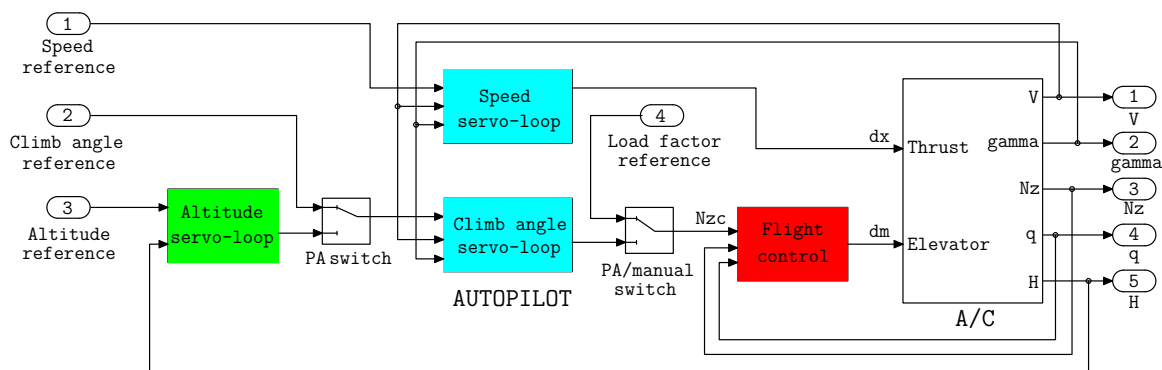 1
Speed
reference
2
Climb angle
reference
3
Altitude
reference
Altitude
servo-loop
PA switch
Speed
servo-loop
Climb angle
servo-loop
AUTOPILOT
4
Load factor
reference
PA/manual
switch
Nzc
Flight
control
dx
dm
Thrust
Elevator
V
gamma
Nz
q
H
A/C
1
V
2
gamma
3
Nz
4
q
5
H